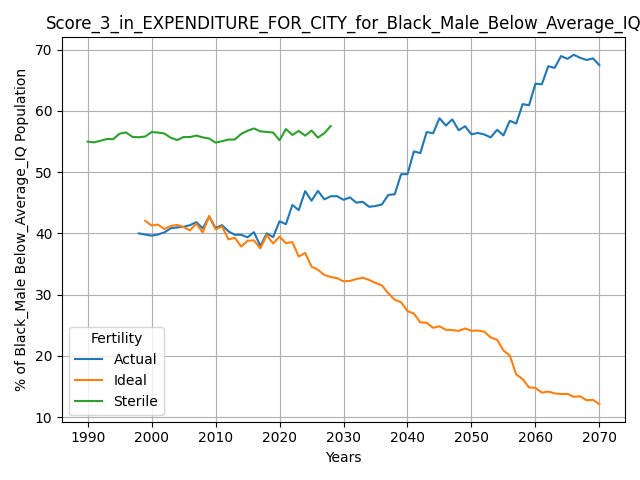 Score_3_in_EXPENDITURE_FOR_CITY_for_Black_Male_Below_Average_IQ
% of Black_Male Below_Average_IQ Population
70
60
50
40
30
20
10
Fertility
Actual
Ideal
Sterile
1990 2000 2010 2020 2030 2040 2050 2060 2070
Years